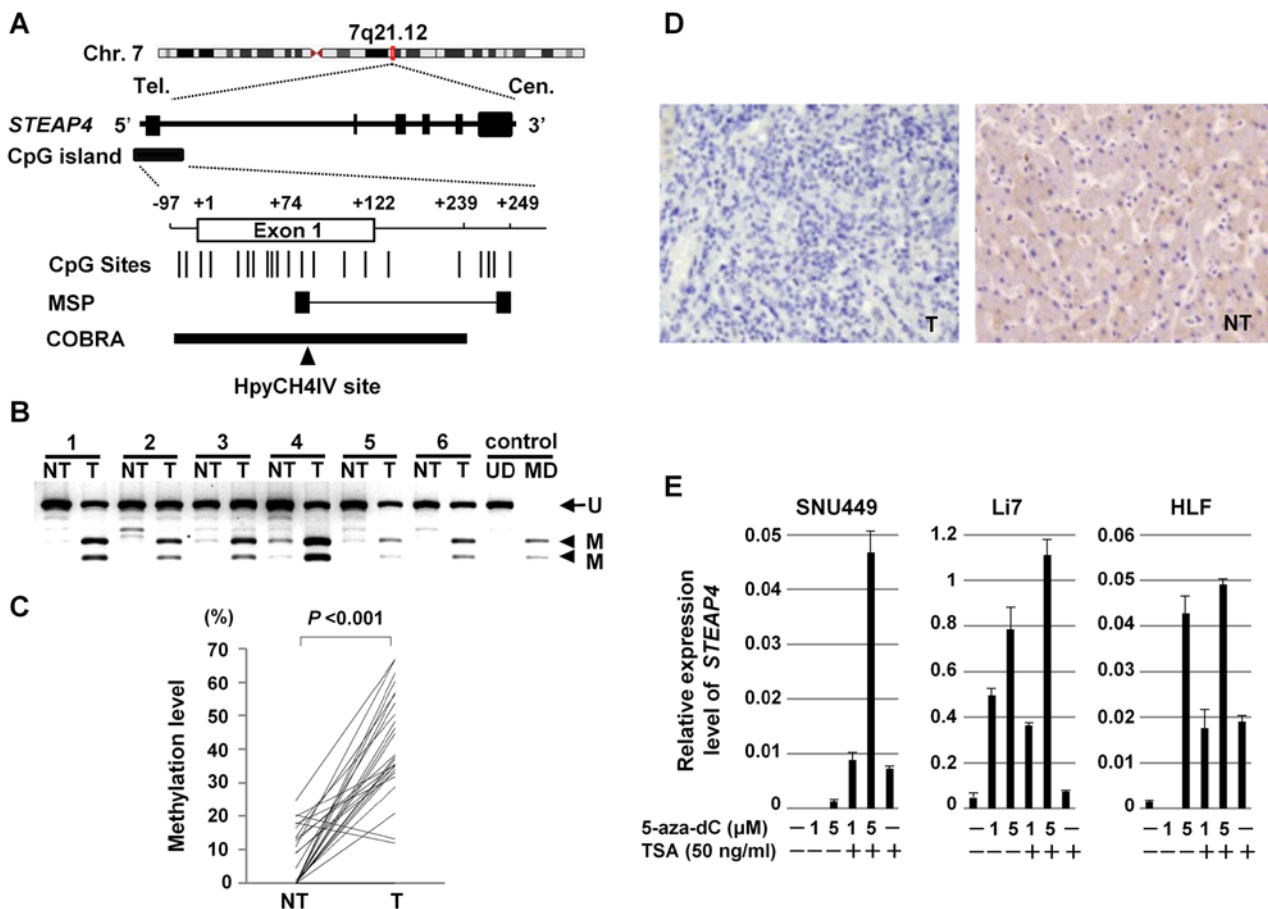 A
7q21.12
Chr. 7
Tel. Cen.
STEAP4 5’ 3’
CpG island
-97 +1 +74 +122 +239 +249
Exon 1
CpG Sites
MSP
COBRA
HpyCH4IV site
B
1 2 3 4 5 6 control
NT T NT T NT T NT T NT T NT T UD MD
U
M
M
C
(%)
P <0.001
70
60
50
40
30
20
10
0
Methylation level
NT T
D
T
NT
E
Relative expression
level of STEAP4
SNU449
0.05
0.04
0.03
0.02
0.01
0
Li7
1.2
1
0.8
0.6
0.4
0.2
0
HLF
0.06
0.05
0.04
0.03
0.02
0.01
0
5-aza-dC (µM) — 1 5 1 5 — — 1 5 1 5 — — 1 5 1 5 —
TSA (50 ng/ml) — — — + + + — — — + + + — — — + + +